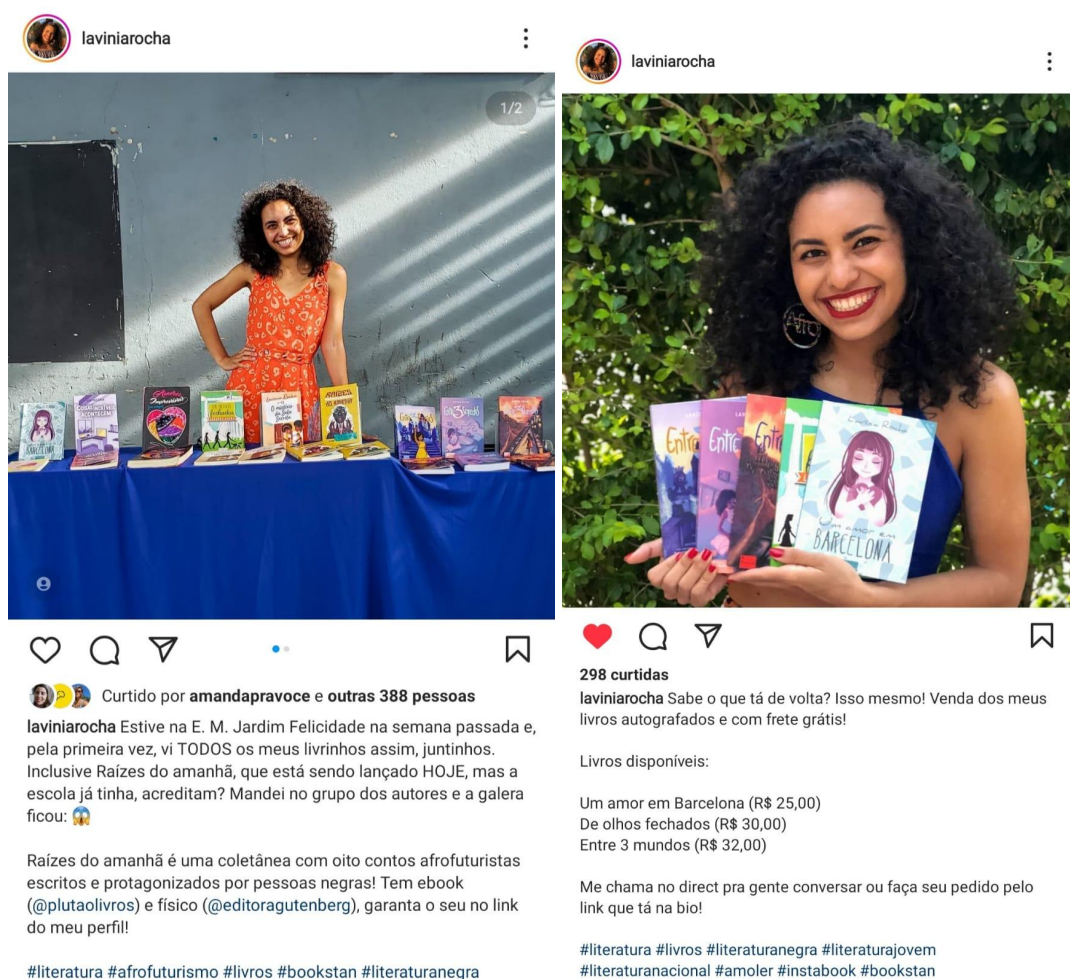 laviniarocha
1/2
BARCELONA
Curtido por amandapravoce e outras 388 pessoas
laviniarocha Estive na E. M. Jardim Felicidade na semana passada e,
pela primeira vez, vi TODOS os meus livrinhos assim, juntinhos.
Inclusive Raízes do amanhã, que está sendo lançado HOJE, mas a
escola já tinha, acreditam? Mandei no grupo dos autores e a galera
ficou: 😱
Raízes do amanhã é uma coletânea com oito contos afrofuturistas
escritos e protagonizados por pessoas negras! Tem ebook
(@plutaolivros) e físico (@editoragutenberg), garanta o seu no link
do meu perfil!
#literatura #afrofuturismo #livros #bookstan #literaturanegra
laviniarocha
Afro
Entre
Entre
Entre
Um amor em
BARCELONA
298 curtidas
laviniarocha Sabe o que tá de volta? Isso mesmo! Venda dos meus
livros autografados e com frete grátis!
Livros disponíveis:
Um amor em Barcelona (R$ 25,00)
De olhos fechados (R$ 30,00)
Entre 3 mundos (R$ 32,00)
Me chama no direct pra gente conversar ou faça seu pedido pelo
link que tá na bio!
#literatura #livros #literaturanegra #literaturajovem
#literaturanacional #amoler #instabook #bookstan